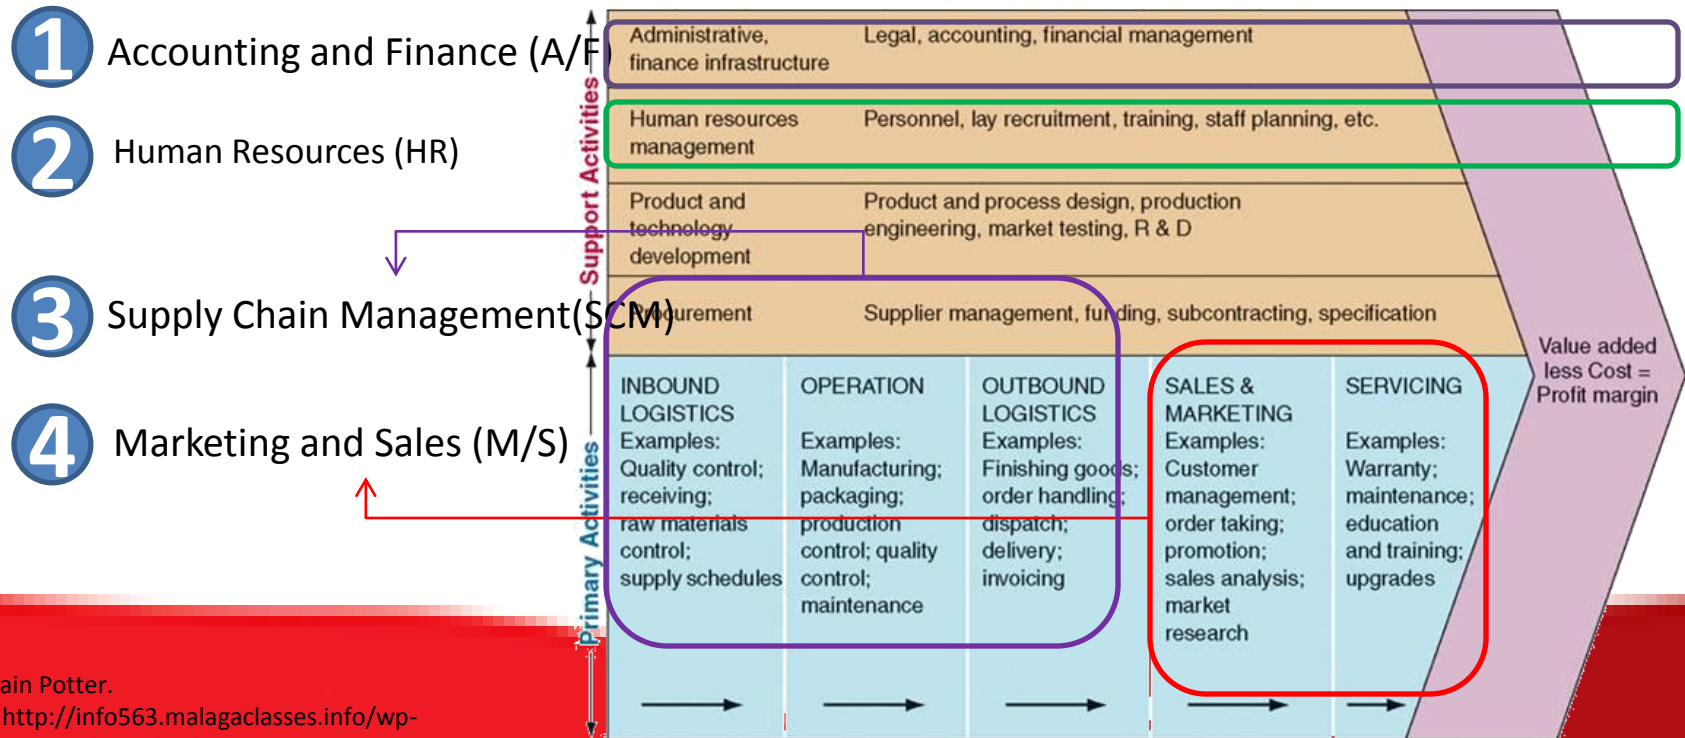 1 Accounting and Finance (A/F)
2 Human Resources (HR)
3 Supply Chain Management(SCM)
4 Marketing and Sales (M/S)
Support Activities
Primary Activities
Administrative,
finance infrastructure
Legal, accounting, financial management
Human resources
management
Personnel, lay recruitment, training, staff planning, etc.
Product and
technology
development
Product and process design, production
engineering, market testing, R & D
Procurement
Supplier management, funding, subcontracting, specification
INBOUND
LOGISTICS
Examples:
Quality control;
receiving;
raw materials
control;
supply schedules
OPERATION
Examples:
Manufacturing;
packaging;
production
control; quality
control;
maintenance
OUTBOUND
LOGISTICS
Examples:
Finishing goods;
order handling;
dispatch;
delivery;
invoicing
SALES &
MARKETING
Examples:
Customer
management;
order taking;
promotion;
sales analysis;
market
research
SERVICING
Examples:
Warranty;
maintenance;
education
and training;
upgrades
Value added
less Cost =
Profit margin
ain Potter.
http://info563.malagaclasses.info/wp-